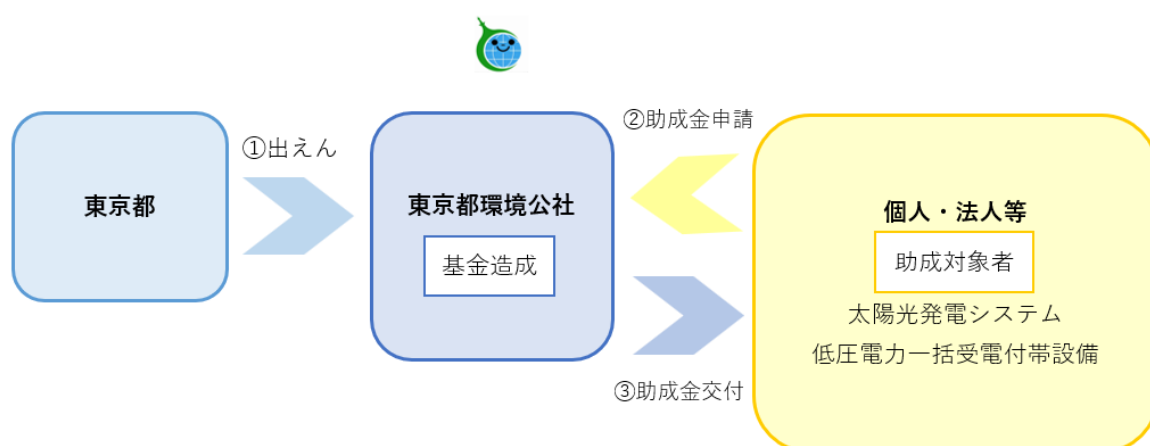 東京都
①出えん
東京都環境公社
基金造成
②助成金申請
③助成金交付
個人・法人等
助成対象者
太陽光発電システム
低圧電力一括受電付帯設備